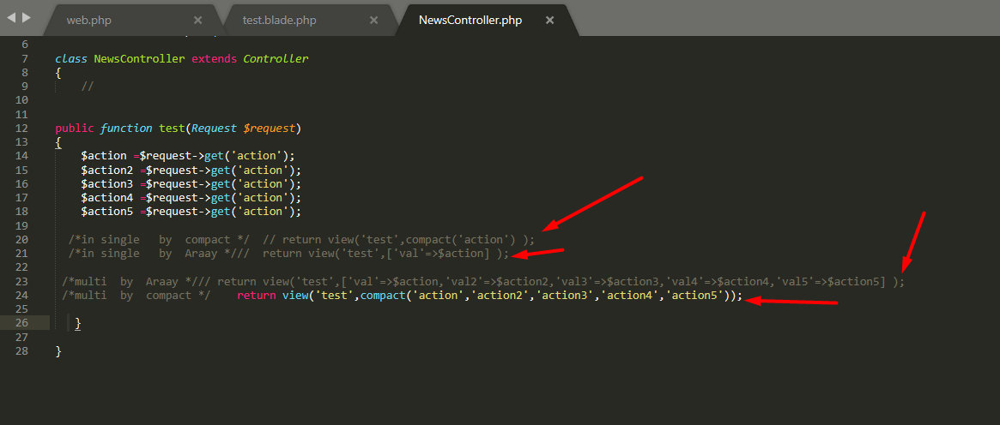 web.php × test.blade.php × NewsController.php ×
6
7 class NewsController extends Controller
8 {
9 //
10
11
12 public function test(Request $request)
13 {
14 $action =$request->get('action');
15 $action2 =$request->get('action');
16 $action3 =$request->get('action');
17 $action4 =$request->get('action');
18 $action5 =$request->get('action');
19
20 /*in single by compact */ // return view('test',compact('action') );
21 /*in single by Araay */// return view('test',['val'=>$action] );
22
23 /*multi by Araay */// return view('test',['val'=>$action,'val2'=>$action2,'val3'=>$action3,'val4'=>$action4,'val5'=>$action5] );
24 /*multi by compact */ return view('test',compact('action','action2','action3','action4','action5'));
25
26 }
27
28 }